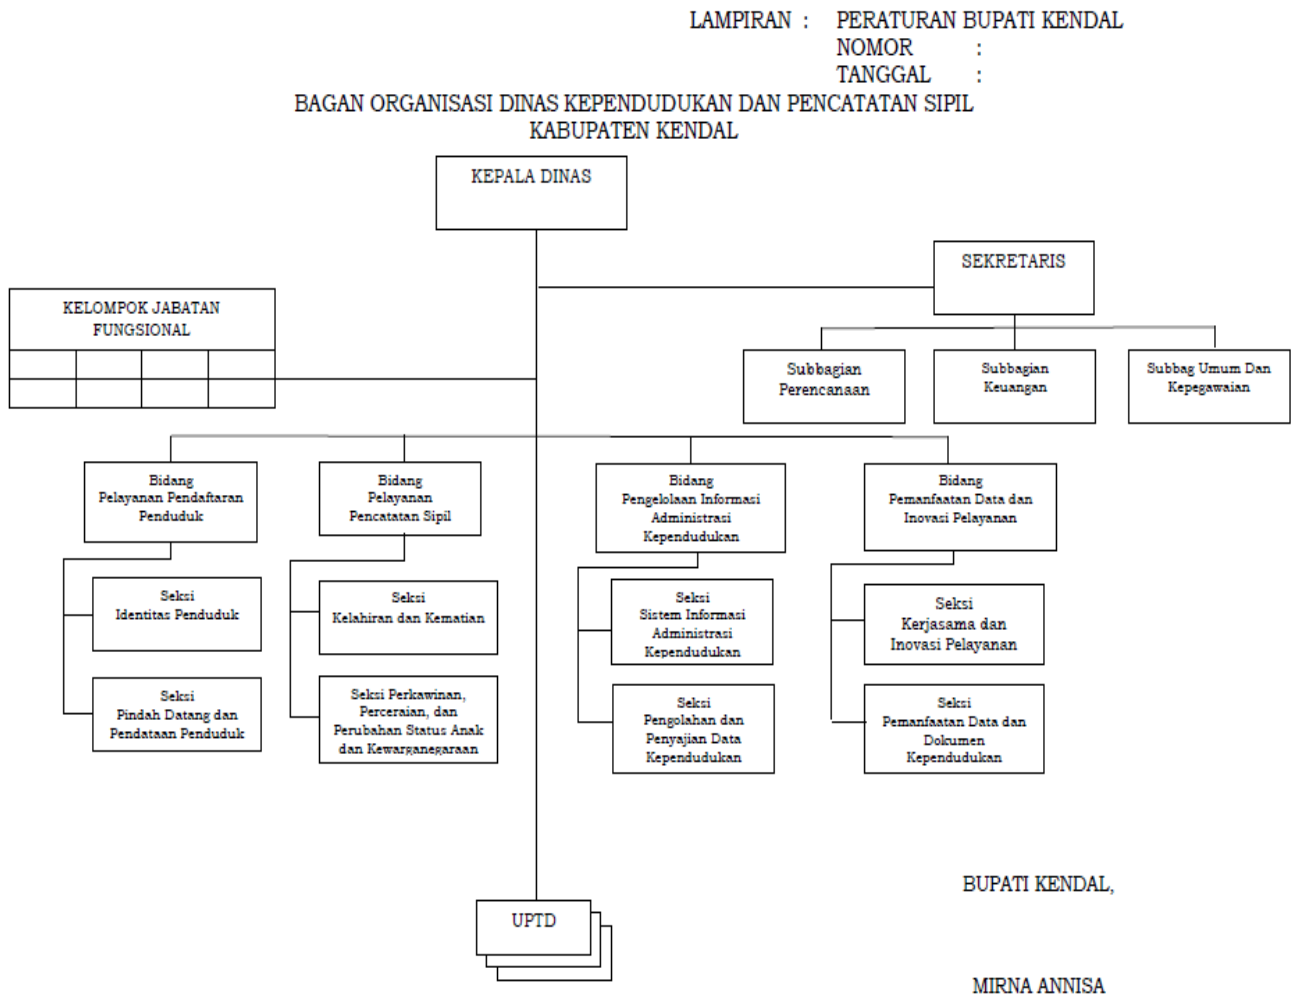 LAMPIRAN : PERATURAN BUPATI KENDAL
NOMOR :
TANGGAL :
BAGAN ORGANISASI DINAS KEPENDUDUKAN DAN PENCATATAN SIPIL
KABUPATEN KENDAL
KEPALA DINAS
SEKRETARIS
KELOMPOK JABATAN
FUNGSIONAL
Subbagian
Perencanaan
Subbagian
Keuangan
Subbag Umum Dan
Kepegawaian
Bidang
Pelayanan Pendaftaran
Penduduk
Bidang
Pelayanan
Pencatatan Sipil
Bidang
Pengelolaan Informasi
Administrasi
Kependudukan
Bidang
Pemanfaatan Data dan
Inovasi Pelayanan
Seksi
Identitas Penduduk
Seksi
Kelahiran dan Kematian
Seksi
Sistem Informasi
Administrasi
Kependudukan
Seksi
Kerjasama dan
Inovasi Pelayanan
Seksi
Pindah Datang dan
Pendataan Penduduk
Seksi Perkawinan,
Perceraian, dan
Perubahan Status Anak
dan Kewarganegaraan
Seksi
Pengolahan dan
Penyajian Data
Kependudukan
Seksi
Pemanfaatan Data dan
Dokumen
Kependudukan
UPTD
BUPATI KENDAL,
MIRNA ANNISA